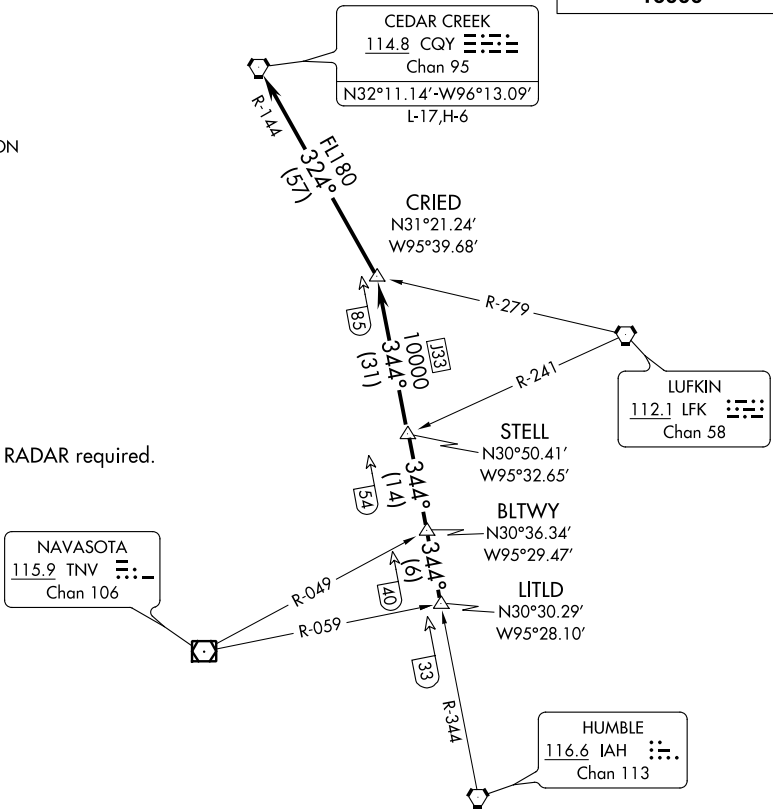 CEDAR CREEK
114.8 CQY
Chan 95
N32°11.14′-W96°13.09′
L-17,H-6
R-144
ON
FL180
324°
(57)
CRIED
N31°21.24′
W95°39.68′
85
R-279
10000
J33
344°
(31)
R-241
LUFKIN
112.1 LFK
Chan 58
STELL
N30°50.41′
W95°32.65′
RADAR required.
54
344°
(14)
BLTWY
N30°36.34′
W95°29.47′
NAVASOTA
115.9 TNV
Chan 106
R-049
40
344°
(6)
LITLD
N30°30.29′
W95°28.10′
R-059
33
R-344
HUMBLE
116.6 IAH
Chan 113